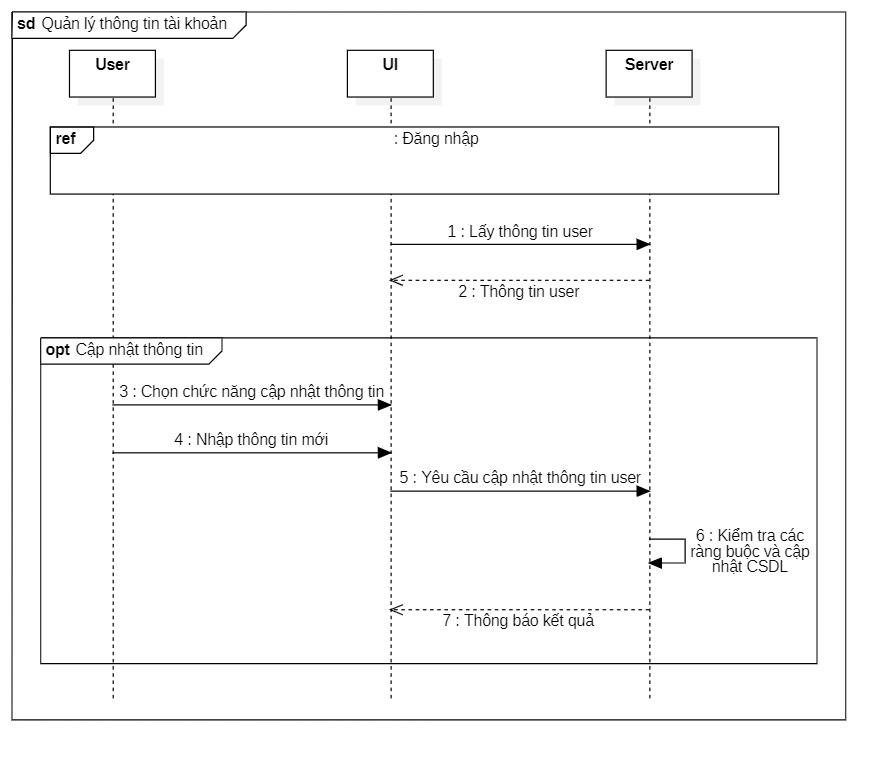 sd Quản lý thông tin tài khoản
User
UI
Server
ref
: Đăng nhập
1 : Lấy thông tin user
2 : Thông tin user
opt Cập nhật thông tin
3 : Chọn chức năng cập nhật thông tin
4 : Nhập thông tin mới
5 : Yêu cầu cập nhật thông tin user
6 : Kiểm tra các
ràng buộc và cập
nhật CSDL
7 : Thông báo kết quả